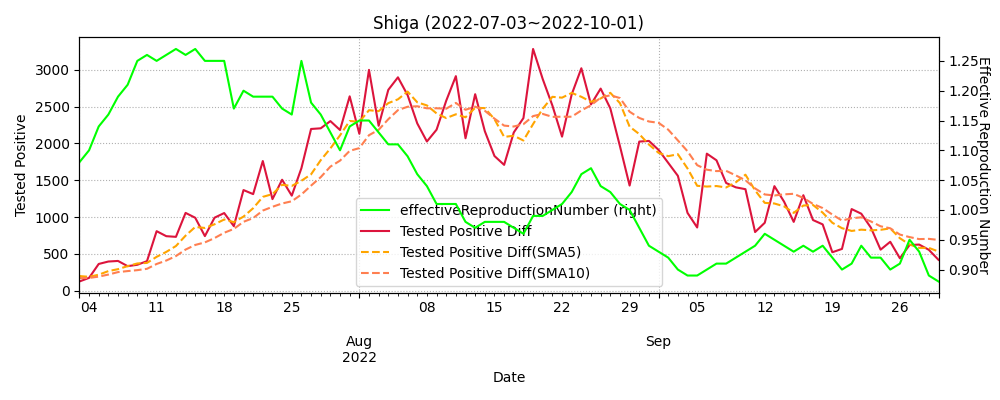 Shiga (2022-07-03~2022-10-01)
Tested Positive
3000
2500
2000
1500
1000
500
0
1.25
1.20
1.15
1.10
1.05
1.00
0.95
0.90
Effective Reproduction Number
effectiveReproductionNumber (right)
Tested Positive Diff
Tested Positive Diff(SMA5)
Tested Positive Diff(SMA10)
04 11 18 25 08 15 22 29 05 12 19 26
Aug Sep
2022
Date